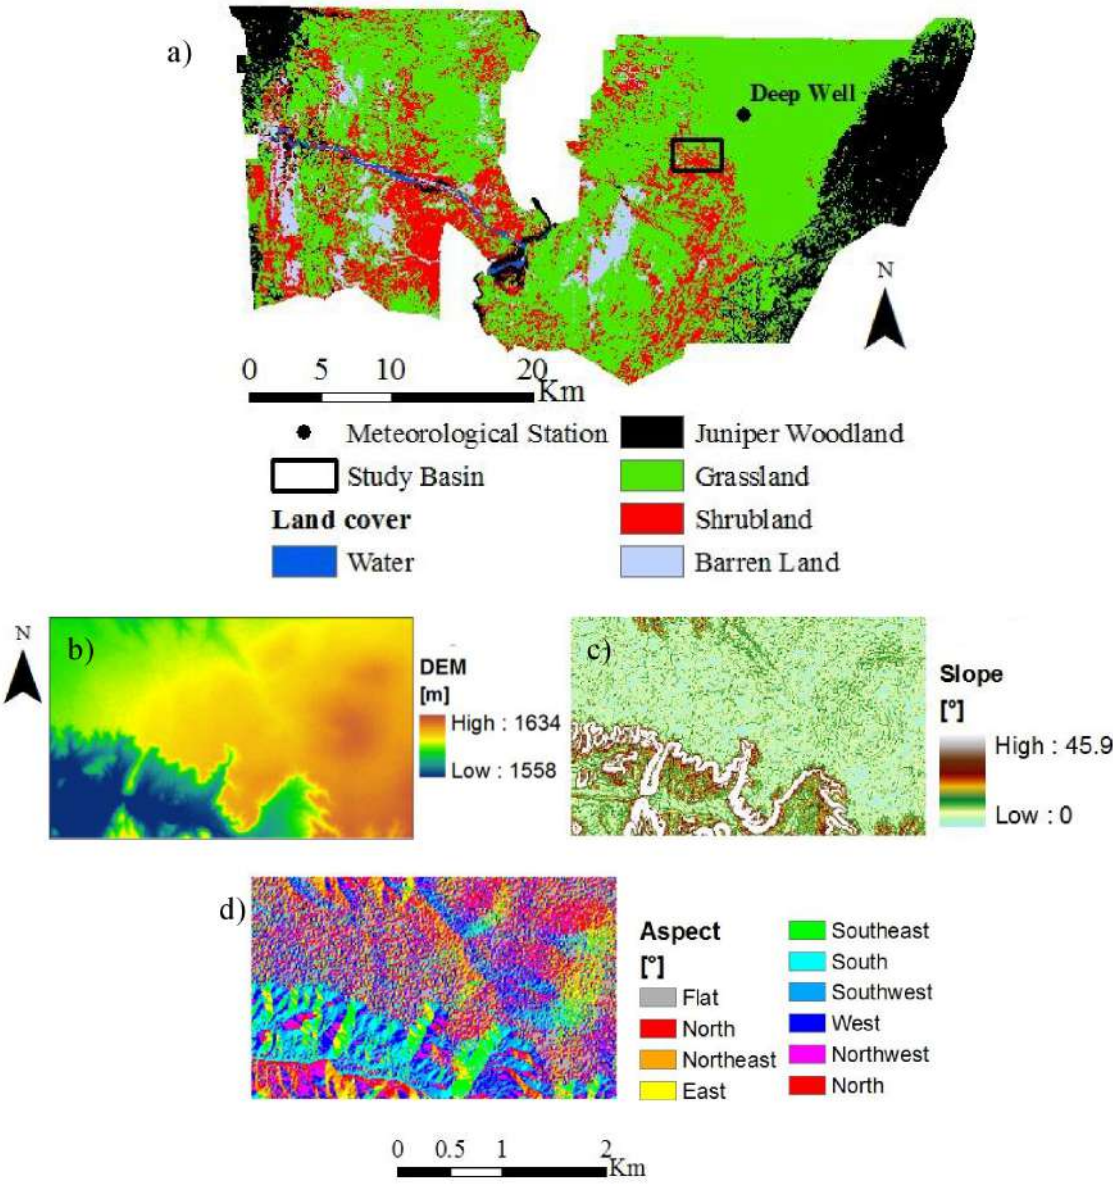 a)
Deep Well
N
0 5 10 20
Km
Meteorological Station
Juniper Woodland
Study Basin
Grassland
Land cover
Shrubland
Water
Barren Land
N
b)
DEM
[m]
High : 1634
Low : 1558
c)
Slope
[°]
High : 45.9
Low : 0
d)
Aspect
[°]
Flat
North
Northeast
East
Southeast
South
Southwest
West
Northwest
North
0 0.5 1 2
Km